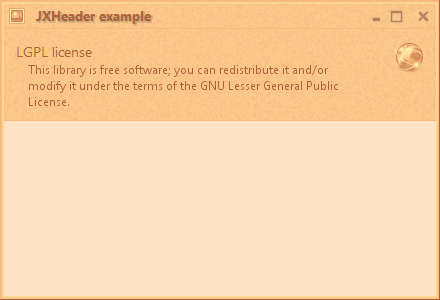 JXHeader example
LGPL license
This library is free software; you can redistribute it and/or
modify it under the terms of the GNU Lesser General Public
License.